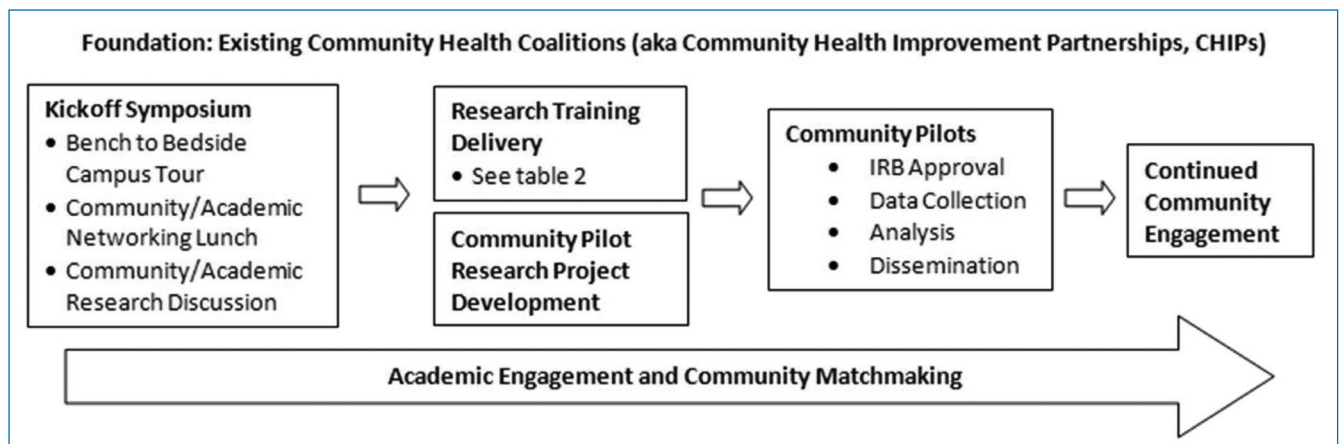 Foundation: Existing Community Health Coalitions (aka Community Health Improvement Partnerships, CHIPs)
Kickoff Symposium
• Bench to Bedside
Campus Tour
• Community/Academic
Networking Lunch
• Community/Academic
Research Discussion
Research Training
Delivery
• See table 2
Community Pilot
Research Project
Development
Community Pilots
• IRB Approval
• Data Collection
• Analysis
• Dissemination
Continued
Community
Engagement
Academic Engagement and Community Matchmaking